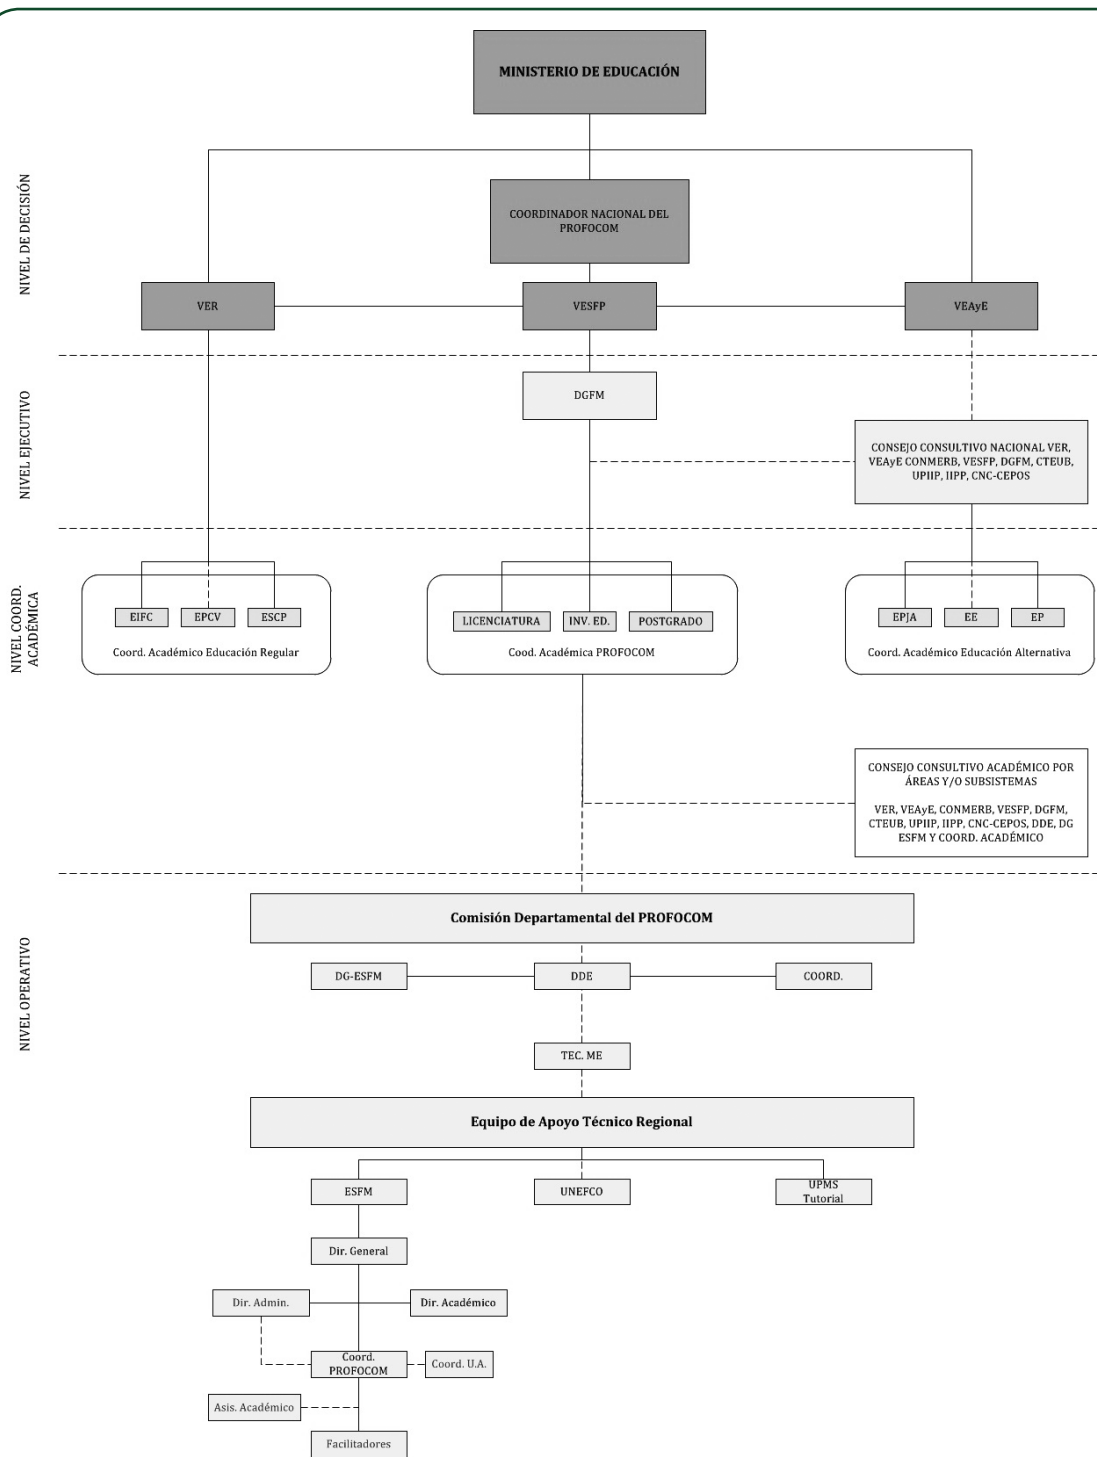 MINISTERIO DE EDUCACIÓN
NIVEL DE DECISIÓN
COORDINADOR NACIONAL DEL
PROFOCOM
VER
VESFP
VEAyE
NIVEL EJECUTIVO
DGFM
CONSEJO CONSULTIVO NACIONAL VER,
VEAyE CONMERB, VESFP, DGFM, CTEUB,
UPIIP, IIPP, CNC-CEPOS
NIVEL COORD.
ACADÉMICA
EIFC
EPCV
ESCP
Coord. Académico Educación Regular
LICENCIATURA
INV. ED.
POSTGRADO
Cood. Académica PROFOCOM
EPJA
EE
EP
Coord. Académico Educación Alternativa
CONSEJO CONSULTIVO ACADÉMICO POR
ÁREAS Y/O SUBSISTEMAS
VER, VEAyE, CONMERB, VESFP, DGFM,
CTEUB, UPIIP, IIPP, CNC-CEPOS, DDE, DG
ESFM Y COORD. ACADÉMICO
NIVEL OPERATIVO
Comisión Departamental del PROFOCOM
DG-ESFM
DDE
COORD.
TEC. ME
Equipo de Apoyo Técnico Regional
ESFM
UNEFCO
UPMS
Tutorial
Dir. General
Dir. Admin.
Dir. Académico
Coord.
PROFOCOM
Coord. U.A.
Asis. Académico
Facilitadores